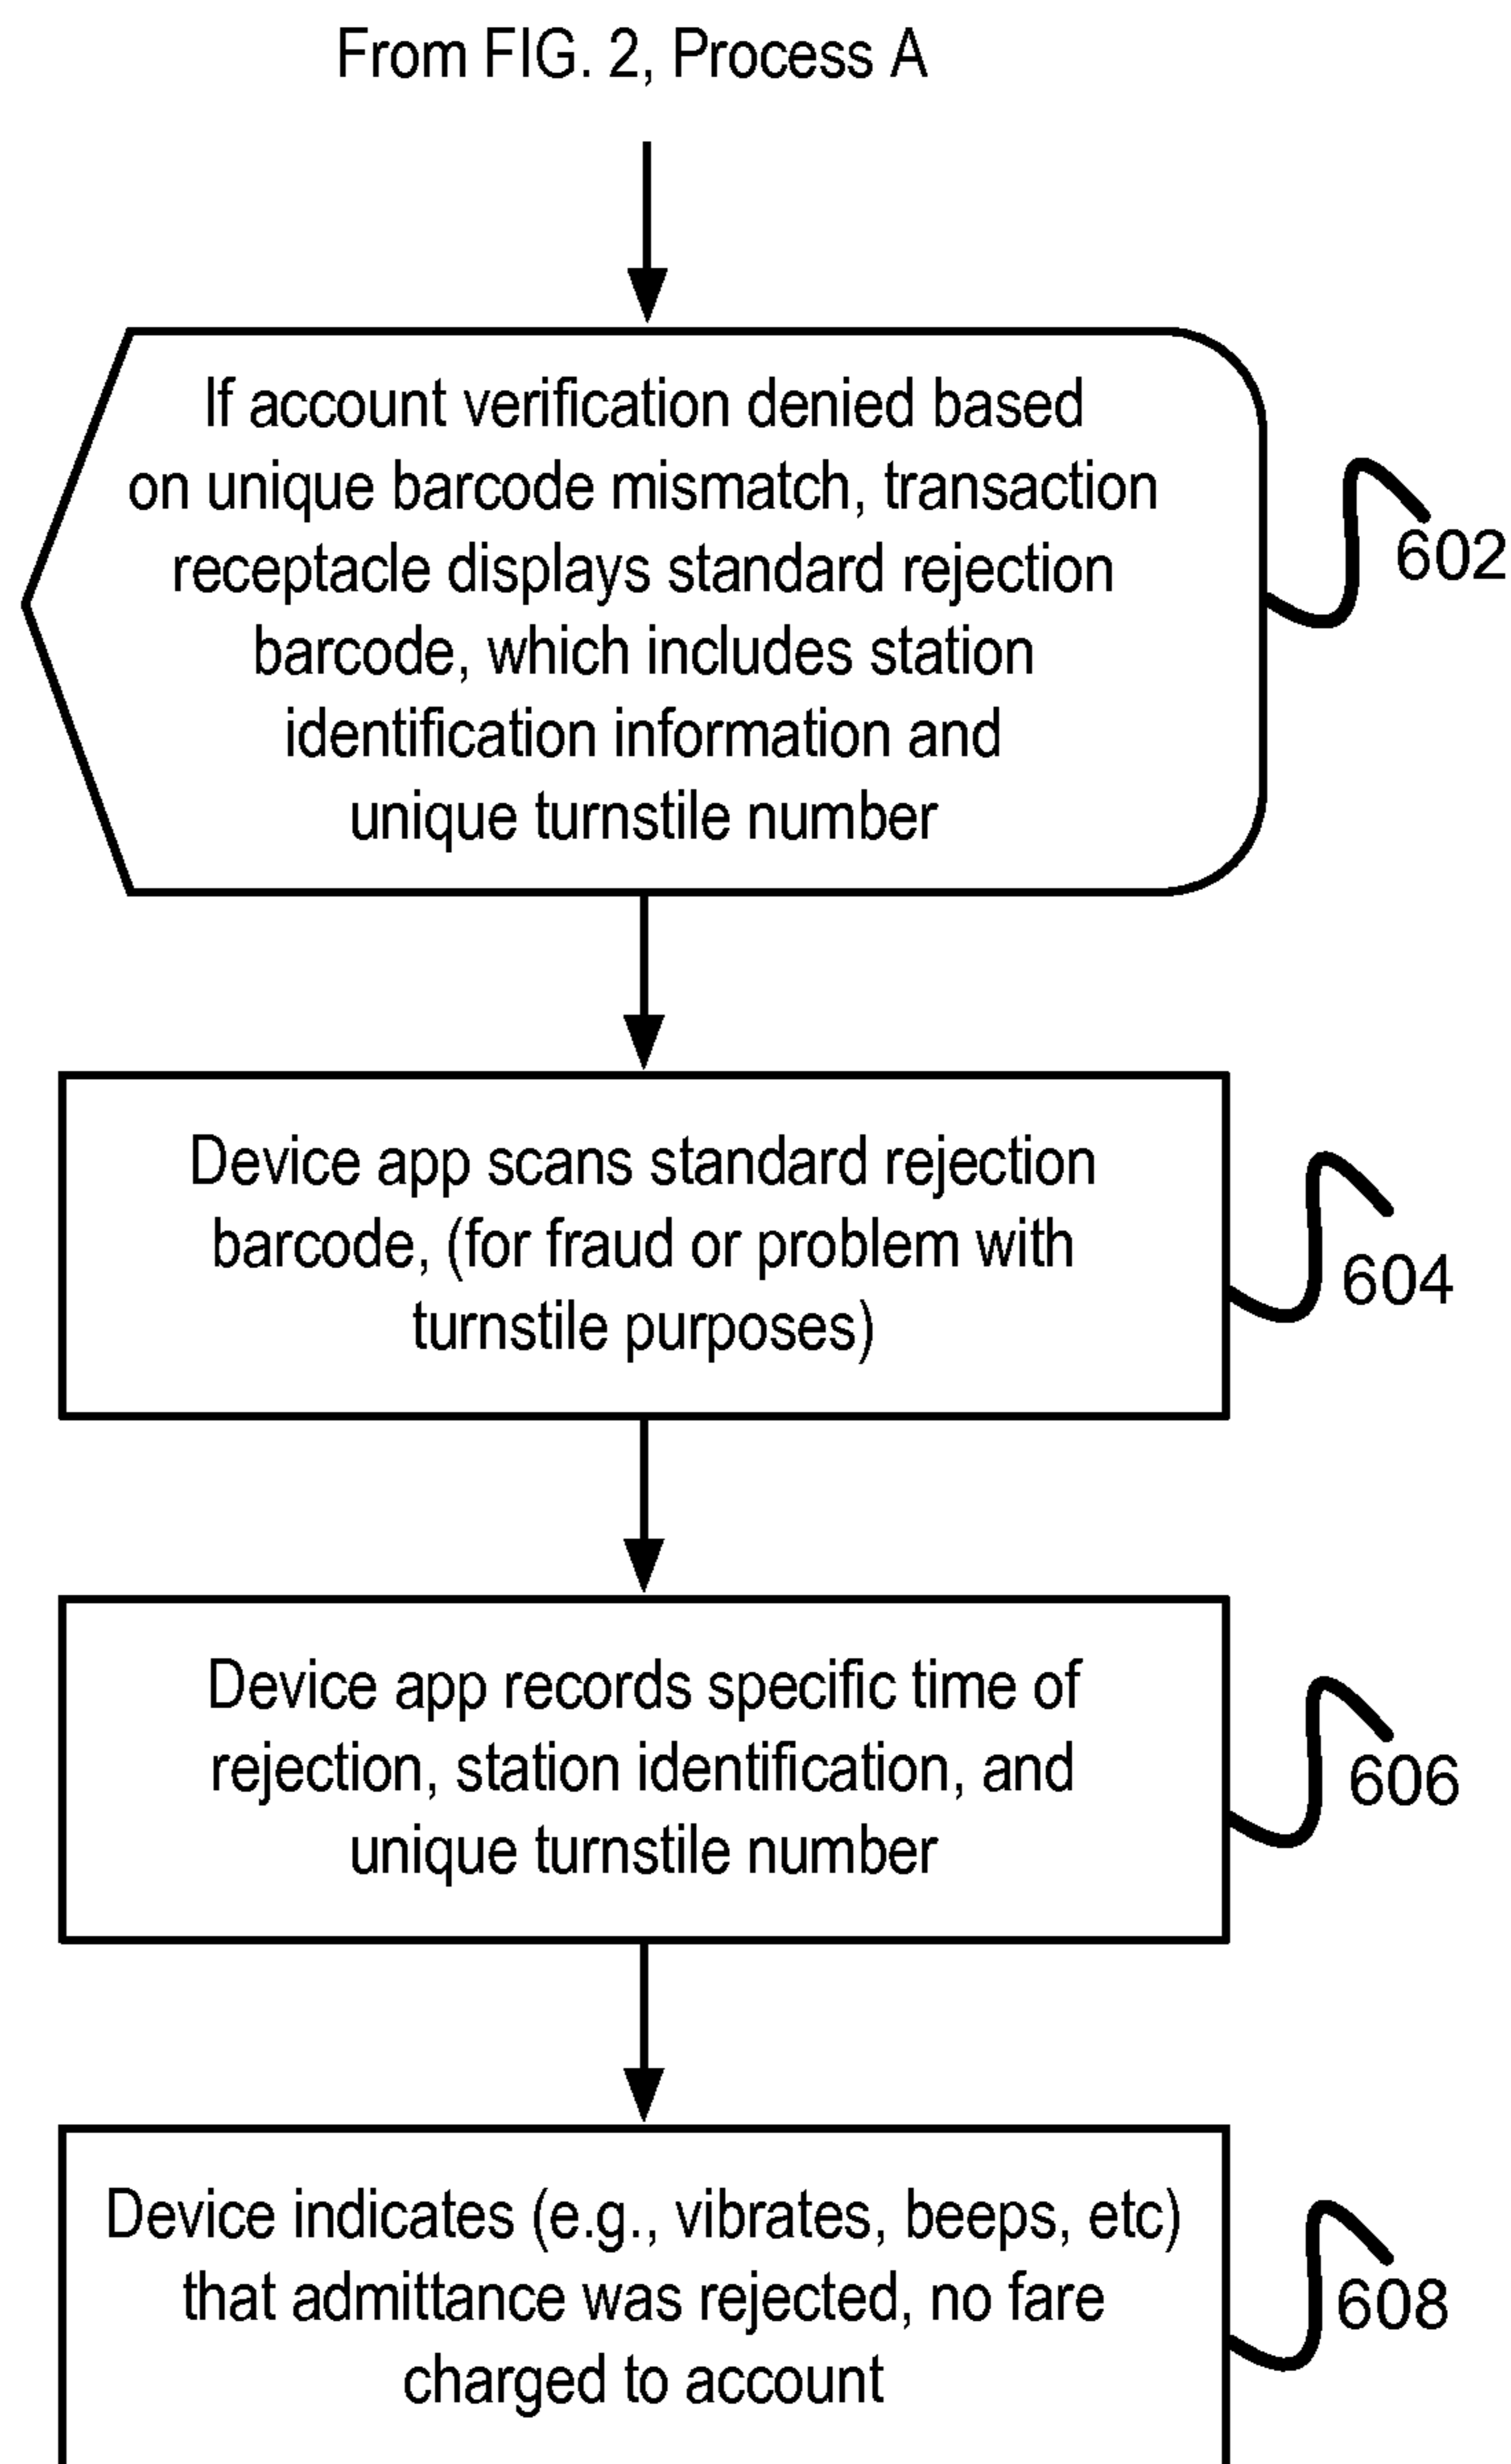 From FIG. 2, Process A
If account verification denied based
on unique barcode mismatch, transaction
receptacle displays standard rejection
barcode, which includes station
identification information and
unique turnstile number
602
Device app scans standard rejection
barcode, (for fraud or problem with
turnstile purposes)
604
Device app records specific time of
rejection, station identification, and
unique turnstile number
606
Device indicates (e.g., vibrates, beeps, etc)
that admittance was rejected, no fare
charged to account
608